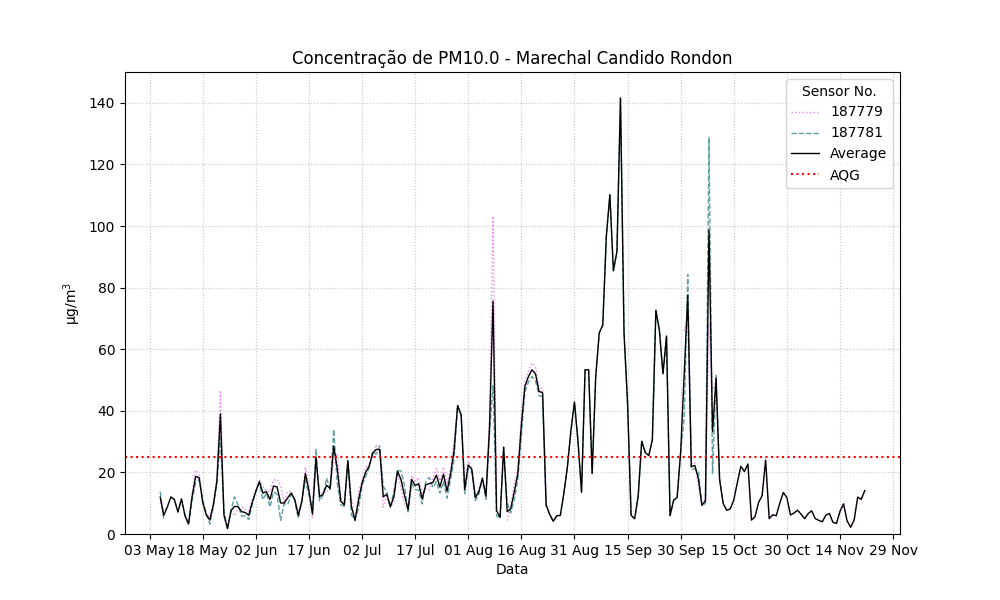 Concentração de PM10.0 - Marechal Candido Rondon
Sensor No.
187779
187781
Average
AQG
µg/m³
140
120
100
80
60
40
20
0
03 May 18 May 02 Jun 17 Jun 02 Jul 17 Jul 01 Aug 16 Aug 31 Aug 15 Sep 30 Sep 15 Oct 30 Oct 14 Nov 29 Nov
Data